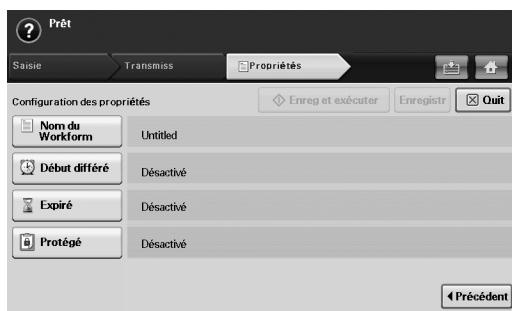 Prêt
Saisie
Transmiss
Propriétés
Configuration des propriétés
Enreg et exécuter
Enregistr
Quit
Nom du
Workform
Untitled
Début différé
Désactivé
Expiré
Désactivé
Protégé
Désactivé
Précédent